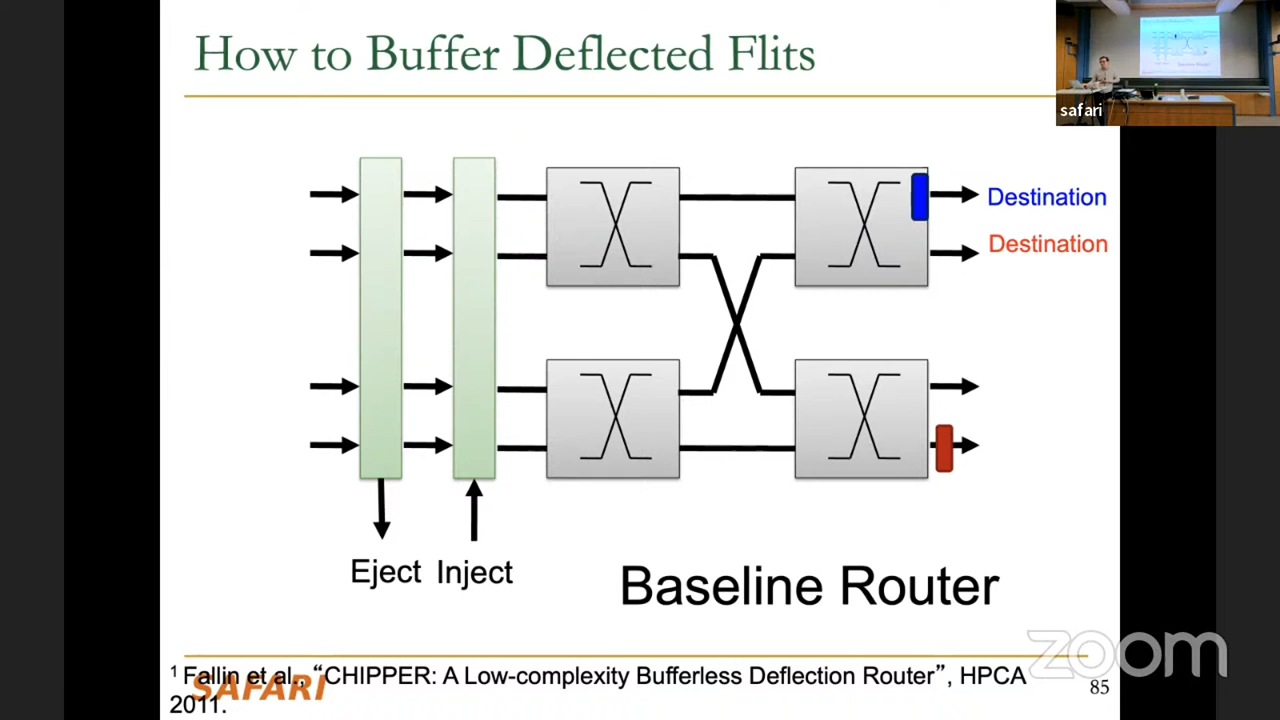 How to Buffer Deflected Flits
safari
Destination
Destination
Eject Inject
Baseline Router
zoom
1 Fallin et al., “CHIPPER: A Low-complexity Bufferless Deflection Router”, HPCA
2011.
SAFARI
85